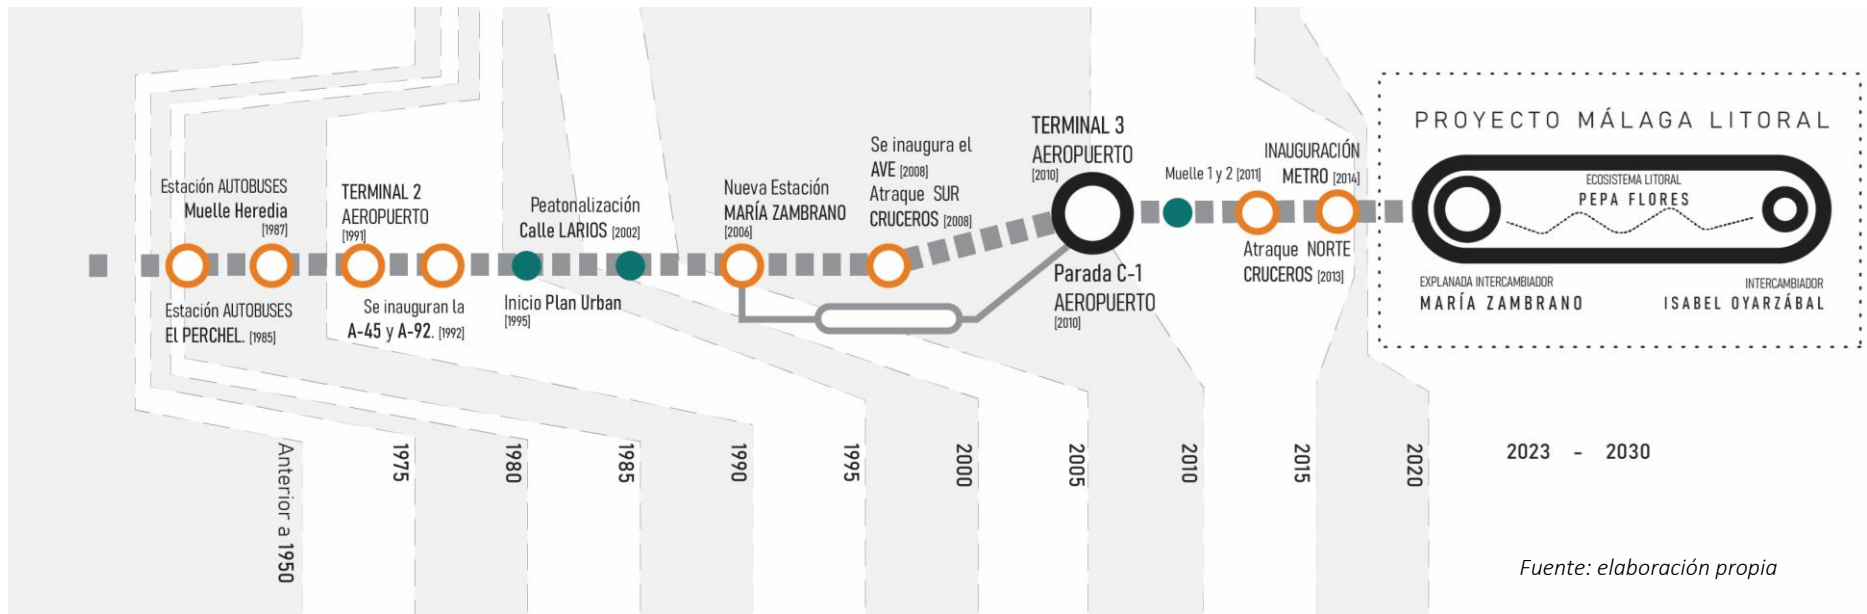 Estación AUTOBUSES
Muelle Heredia
[1987]
Estación AUTOBUSES
El PERCHEL. [1985]
TERMINAL 2
AEROPUERTO
[1991]
Se inauguran la
A-45 y A-92. [1992]
Peatonalización
Calle LARIOS [2002]
Inicio Plan Urban
[1995]
Nueva Estación
MARÍA ZAMBRANO
[2006]
Se inaugura el
AVE [2008]
Atraque SUR
CRUCEROS [2008]
TERMINAL 3
AEROPUERTO
[2010]
Parada C-1
AEROPUERTO
[2010]
Muelle 1 y 2 [2011]
Atraque NORTE
CRUCEROS [2013]
INAUGURACIÓN
METRO [2014]
PROYECTO MÁLAGA LITORAL
ECOSISTEMA LITORAL
PEPA FLORES
EXPLANADA INTERCAMBIADOR
MARÍA ZAMBRANO
INTERCAMBIADOR
ISABEL OYARZÁBAL
Anterior a 1950
1975
1980
1985
1990
1995
2000
2005
2010
2015
2020
2023 - 2030
Fuente: elaboración propia